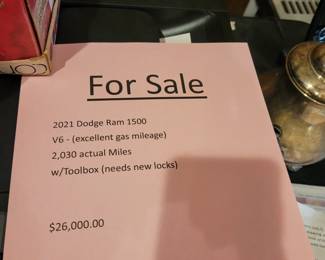 For Sale
2021 Dodge Ram 1500
V6 - (excellent gas mileage)
2,030 actual Miles
w/Toolbox (needs new locks)
$26,000.00